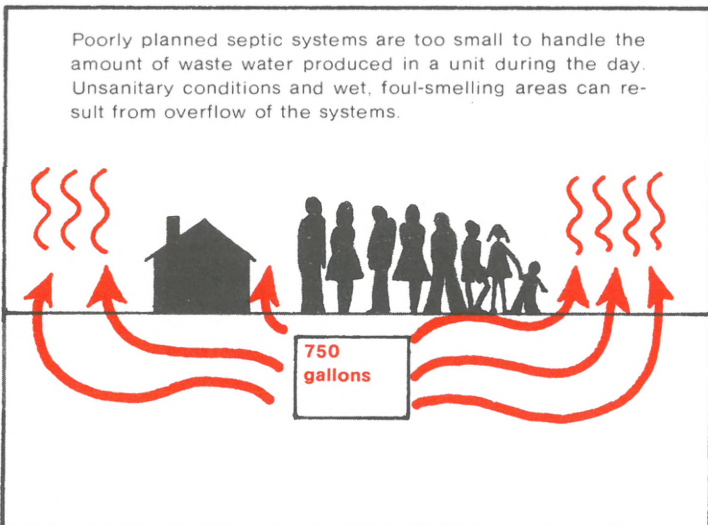 Poorly planned septic systems are too small to handle the
amount of waste water produced in a unit during the day.
Unsanitary conditions and wet, foul-smelling areas can re-
sult from overflow of the systems.
750
gallons